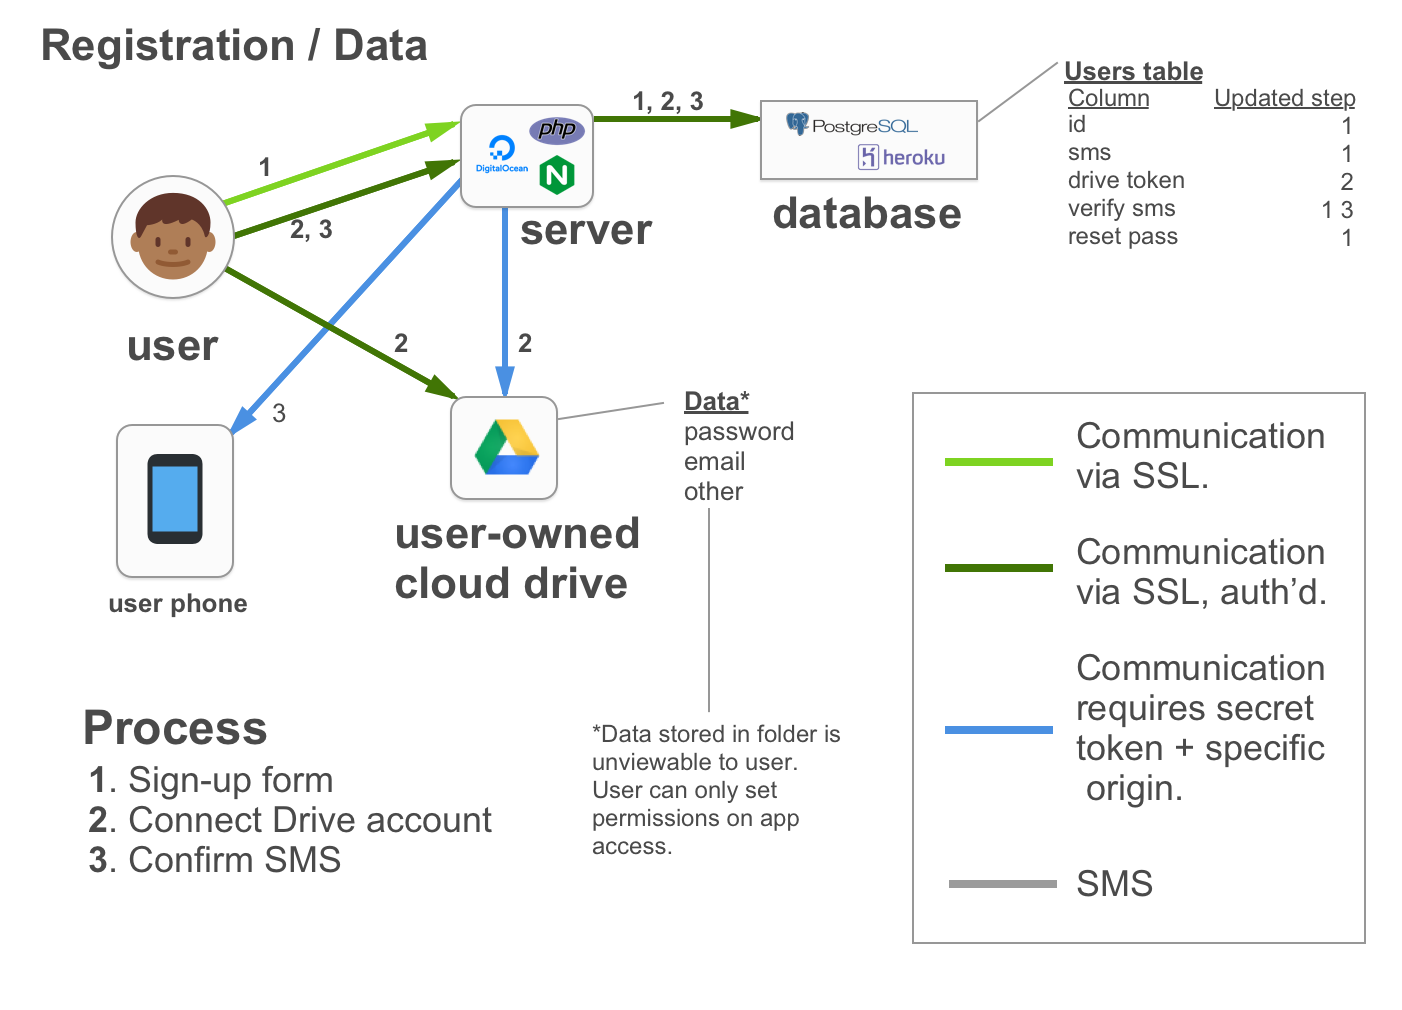 Registration / Data
Users table
Column Updated step
id 1
sms 1
drive token 2
verify sms 1 3
reset pass 1
1, 2, 3
php
DigitalOcean
N
PostgreSQL
heroku
1
2, 3
server
database
user
2
2
3
Data*
password
email
other
user-owned
cloud drive
user phone
Communication
via SSL.
Communication
via SSL, auth’d.
Communication
requires secret
token + specific
origin.
SMS
Process
1. Sign-up form
2. Connect Drive account
3. Confirm SMS
*Data stored in folder is
unviewable to user.
User can only set
permissions on app
access.